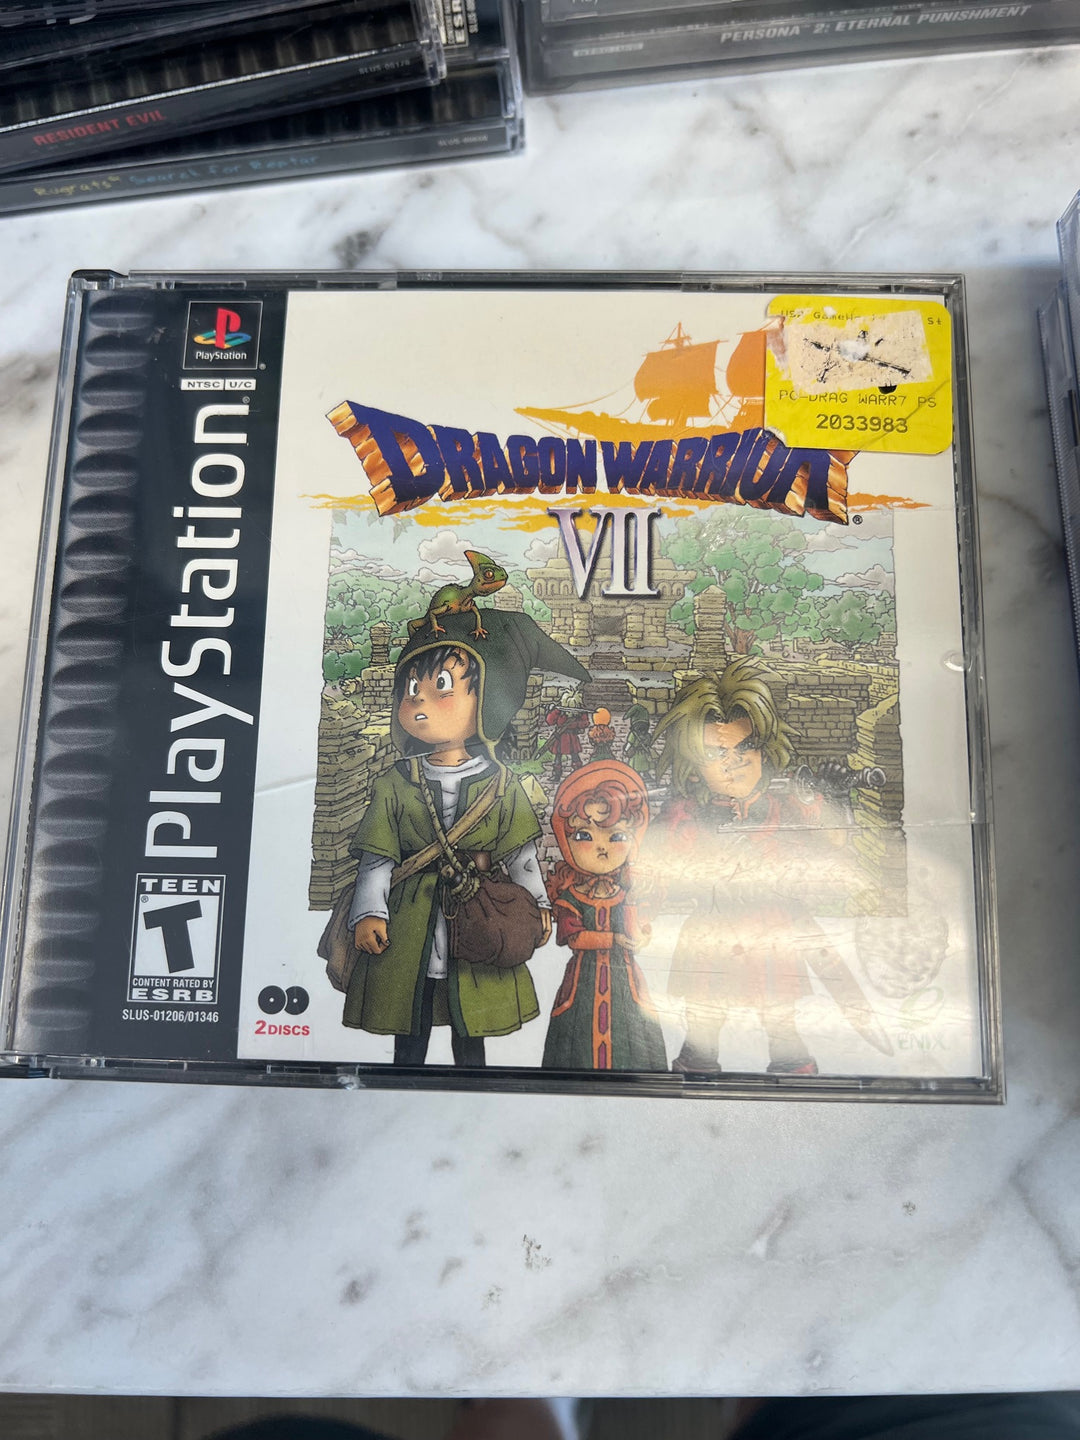 PERSONA 2: ETERNAL PUNISHMENT
NTSC U/C
RESIDENT EVIL
Rugrats Search for Reptar
PlayStation
NTSC U/C
PlayStation®
TEEN
T
CONTENT RATED BY
ESRB
SLUS-01206/01346
DRAGON WARRIOR®
VII
PO-DRAG WARR7 PS
2033983
2 DISCS
ENIX